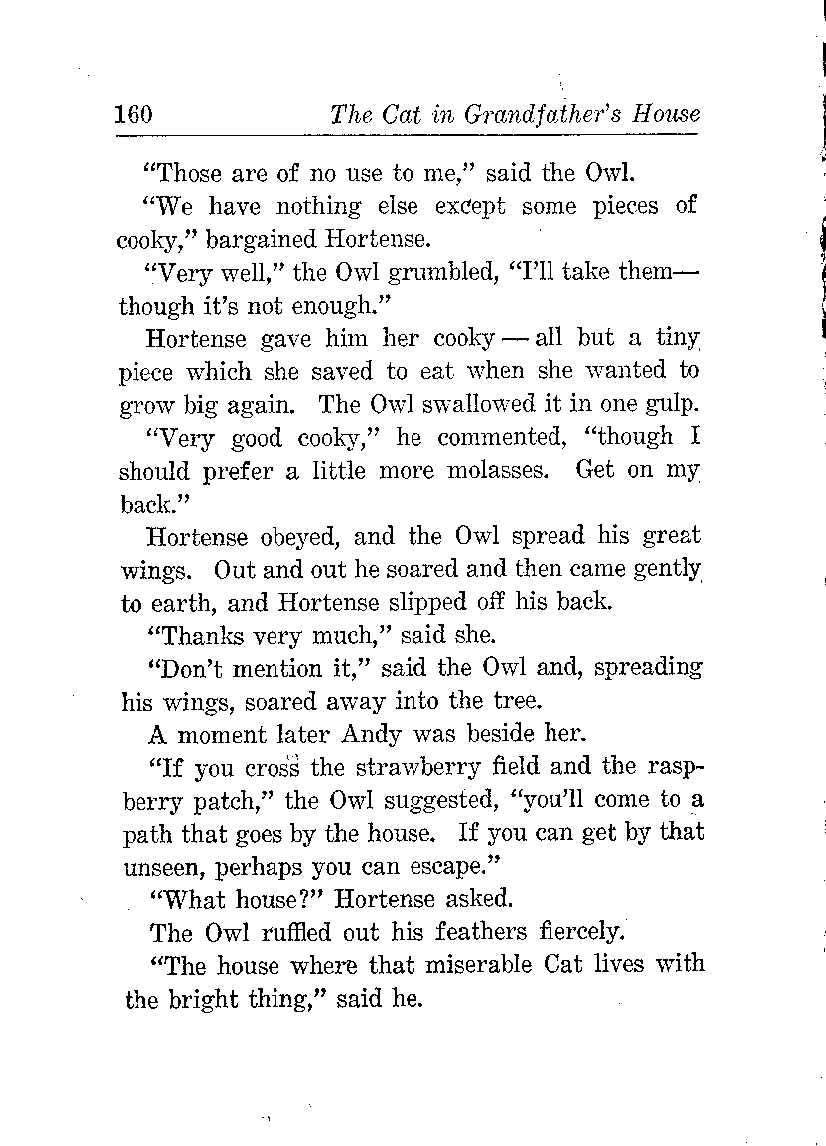 160 The Cat in Grandfather's House
“Those are of no use to me,” said the Owl.
“We have nothing else except some pieces of
cooky,” bargained Hortense.
“Very well,” the Owl grumbled, “I’ll take them—
though it’s not enough.”
Hortense gave him her cooky — all but a tiny
piece which she saved to eat when she wanted to
grow big again. The Owl swallowed it in one gulp.
“Very good cooky,” he commented, “though I
should prefer a little more molasses. Get on my
back.”
Hortense obeyed, and the Owl spread his great
wings. Out and out he soared and then came gently
to earth, and Hortense slipped off his back.
“Thanks very much,” said she.
“Don’t mention it,” said the Owl and, spreading
his wings, soared away into the tree.
A moment later Andy was beside her.
“If you cross the strawberry field and the rasp-
berry patch,” the Owl suggested, “you’ll come to a
path that goes by the house. If you can get by that
unseen, perhaps you can escape.”
“What house?” Hortense asked.
The Owl ruffled out his feathers fiercely.
“The house where that miserable Cat lives with
the bright thing,” said he.